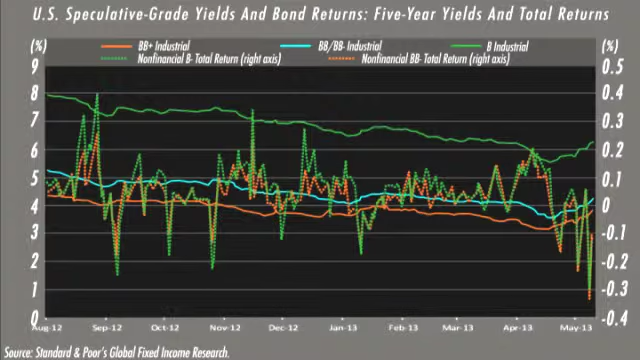 U.S. Speculative-Grade Yields And Bond Returns: Five-Year Yields And Total Returns
(%) BB+ Industrial BB/BB- Industrial B Industrial (%)
Nonfinancial B- Total Return (right axis) Nonfinancial BB- Total Return (right axis)
9 0.5
8 0.4
7 0.3
6 0.2
5 0.1
4 0
3 -0.1
2 -0.2
1 -0.3
0 -0.4
Aug-12 Sep-12 Oct-12 Nov-12 Dec-12 Jan-13 Feb-13 Mar-13 Apr-13 May-13
Source: Standard & Poor's Global Fixed Income Research.